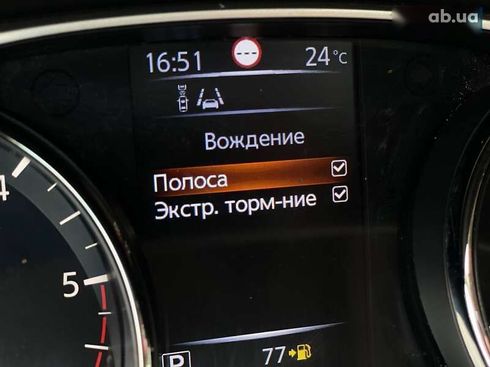 ab.ua
16:51 24°C
Вождение
Полоса
Экстр. торм-ние
4
5
P 77